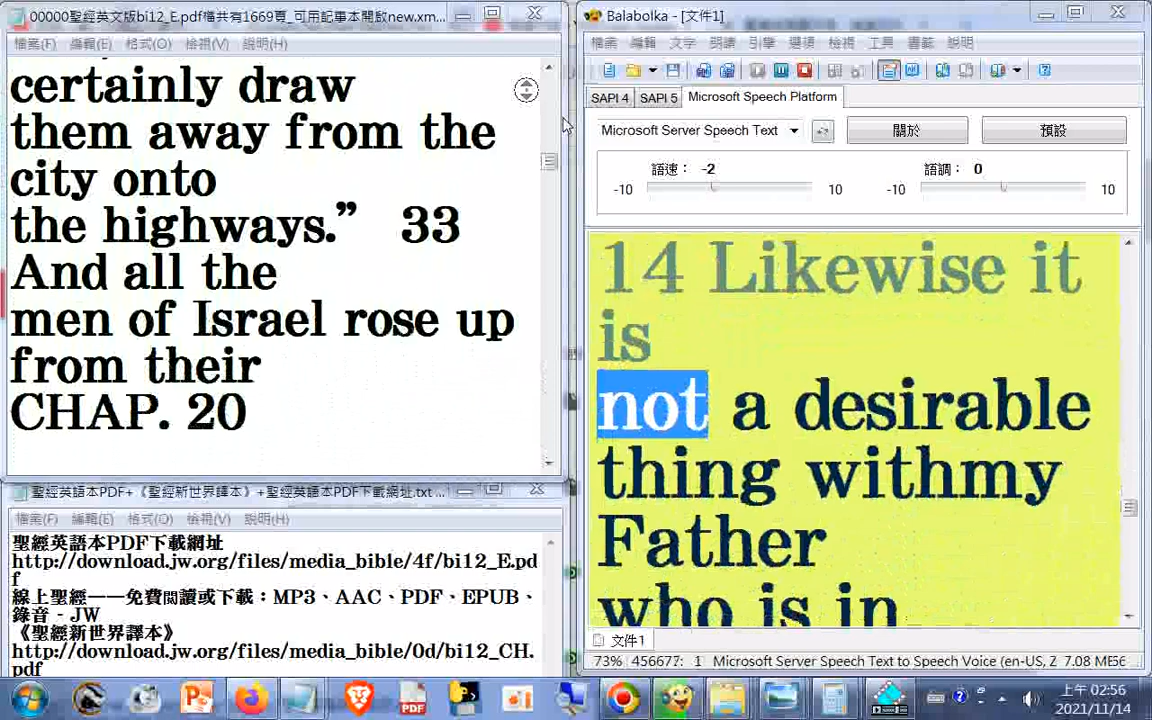 00000聖經英文版bi12_E.pdf檔共有1669頁_可用記事本開啟new.xm...
檔案(F) 編輯(E) 格式(O) 檢視(V) 說明(H)
certainly draw
them away from the
city onto
the highways.” 33
And all the
men of Israel rose up
from their
CHAP. 20
聖經英語本PDF+《聖經新世界譯本》+聖經英語本PDF下載網址.txt ...
檔案(F) 編輯(E) 格式(O) 檢視(V) 說明(H)
聖經英語本PDF下載網址
http://download.jw.org/files/media_bible/4f/bi12_E.pd
f
線上聖經──免費閱讀或下載：MP3、AAC、PDF、EPUB、
錄音 - JW
《聖經新世界譯本》
http://download.jw.org/files/media_bible/0d/bi12_CH.
pdf
Balabolka - [文件1]
檔案 編輯 文字 朗讀 引擎 選項 檢視 工具 書籤 說明
SAPI 4 SAPI 5 Microsoft Speech Platform
Microsoft Server Speech Text 關於 預設
語速： -2 語調： 0
-10 10 -10 10
14 Likewise it
is
not a desirable
thing withmy
Father
who is in
文件1
73% 456677: 1 Microsoft Server Speech Text to Speech Voice (en-US, Z 7.08 ME56
上午 02:56
2021/11/14